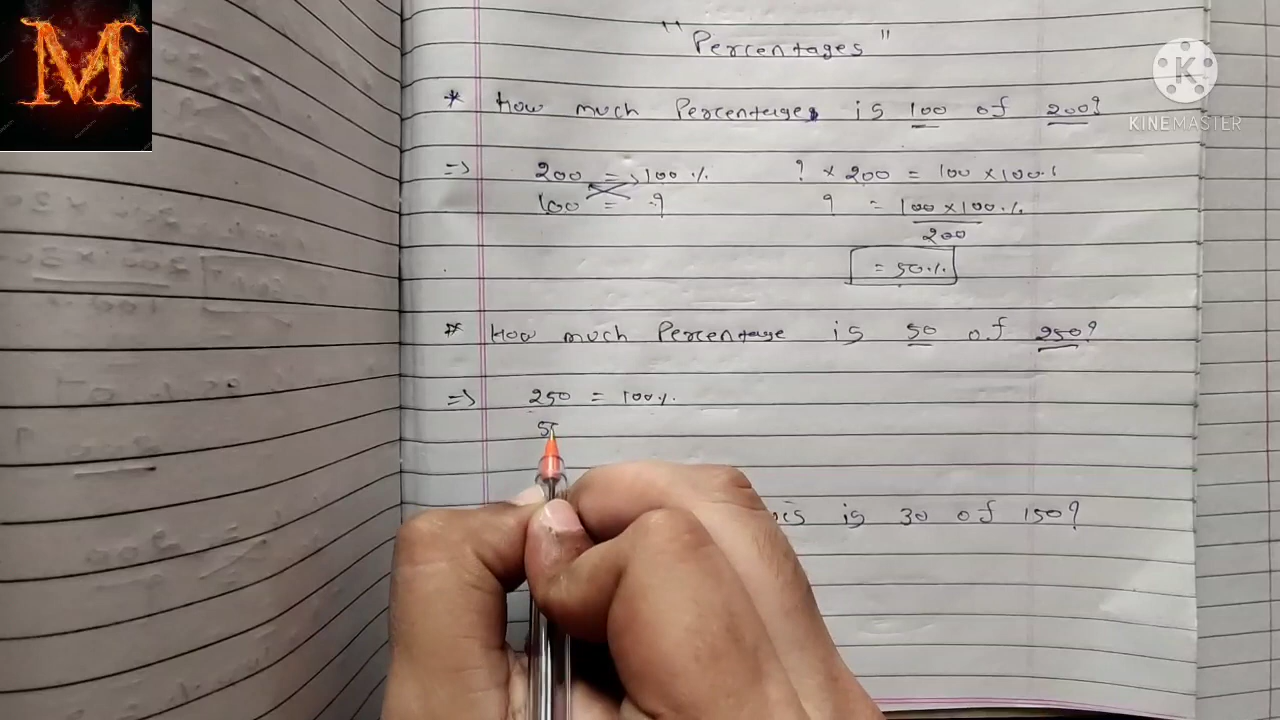 M
"Percentages"
KINEMASTER
* How much Percentages is 100 of 200?
=> 200 => 100 % ? × 200 = 100 × 100 %
100 = ? ? = 100 × 100 %
200
= 50 %
* How much Percentage is 50 of 250?
=> 250 = 100 %
5
is 30 of 150?